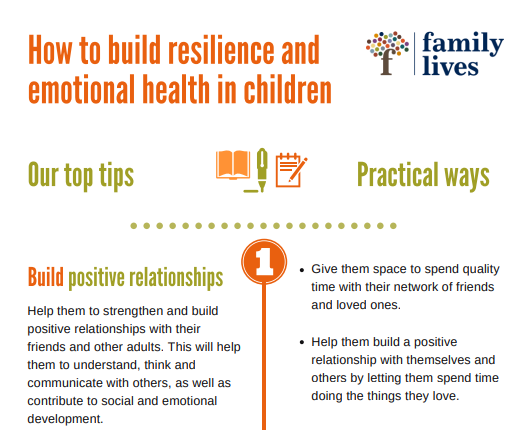 How to build resilience and
emotional health in children
family
lives
Our top tips
Practical ways
1
Build positive relationships
Help them to strengthen and build
positive relationships with their
friends and other adults. This will help
them to understand, think and
communicate with others, as well as
contribute to social and emotional
development.
• Give them space to spend quality
time with their network of friends
and loved ones.
• Help them build a positive
relationship with themselves and
others by letting them spend time
doing the things they love.